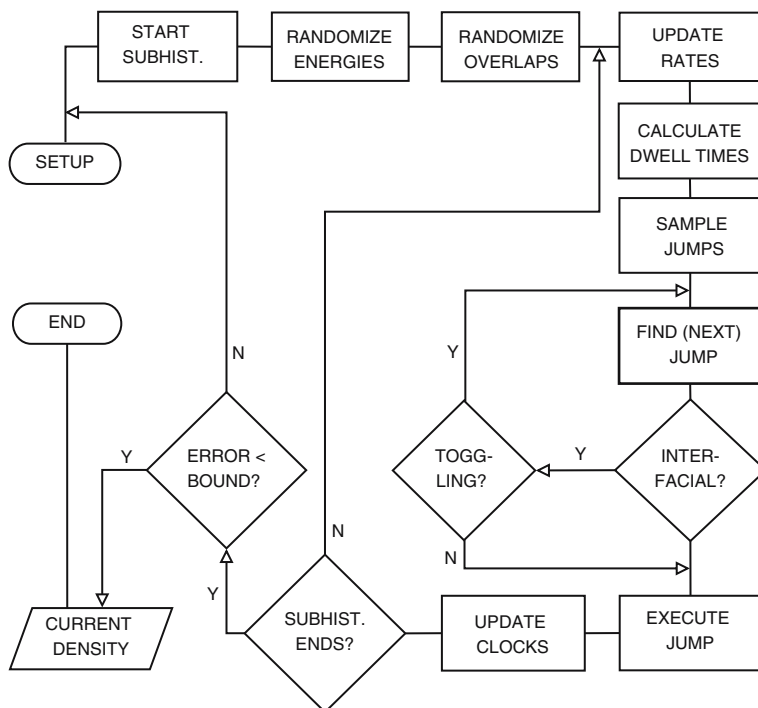 START
SUBHIST.
RANDOMIZE
ENERGIES
RANDOMIZE
OVERLAPS
UPDATE
RATES
CALCULATE
DWELL TIMES
SETUP
SAMPLE
JUMPS
END
FIND (NEXT)
JUMP
N
Y
Y
ERROR <
BOUND?
TOGG-
LING?
Y
INTER-
FACIAL?
N
N
Y
CURRENT
DENSITY
SUBHIST.
ENDS?
UPDATE
CLOCKS
EXECUTE
JUMP